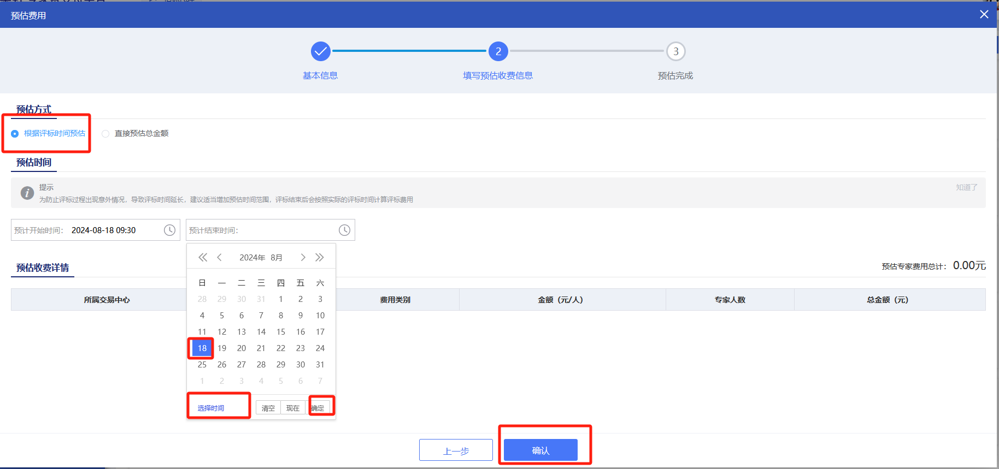 预估费用
2
3
基本信息
填写预估收费信息
预估完成
预估方式
根据评标时间预估
直接预估总金额
预估时间
提示
知道了
为防止评标过程出现意外情况，导致评标时间延长，建议适当增加预估时间范围，评标结束后会按照实际的评标时间计算评标费用
预计开始时间： 2024-08-18 09:30
预计结束时间：
2024年 8月
预估收费详情
预估专家费用总计： 0.00元
日 一 二 三 四 五 六
所属交易中心
费用类别
金额（元/人）
专家人数
总金额（元）
28 29 30 31 1 2 3
4 5 6 7 8 9 10
11 12 13 14 15 16 17
18 19 20 21 22 23 24
25 26 27 28 29 30 31
1 2 3 4 5 6 7
选择时间
清空
现在
确定
上一步
确认